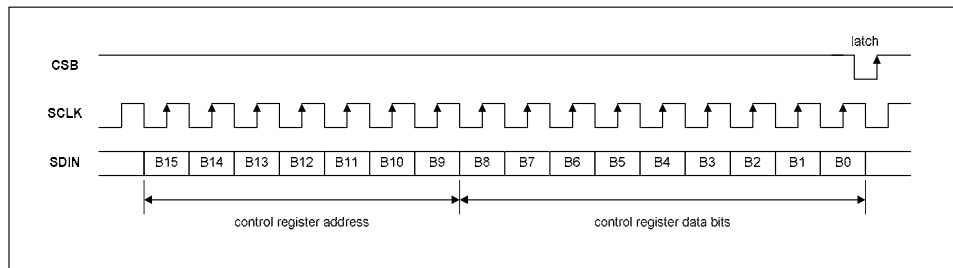 latch
CSB
SCLK
SDIN B15 B14 B13 B12 B11 B10 B9 B8 B7 B6 B5 B4 B3 B2 B1 B0
control register address control register data bits